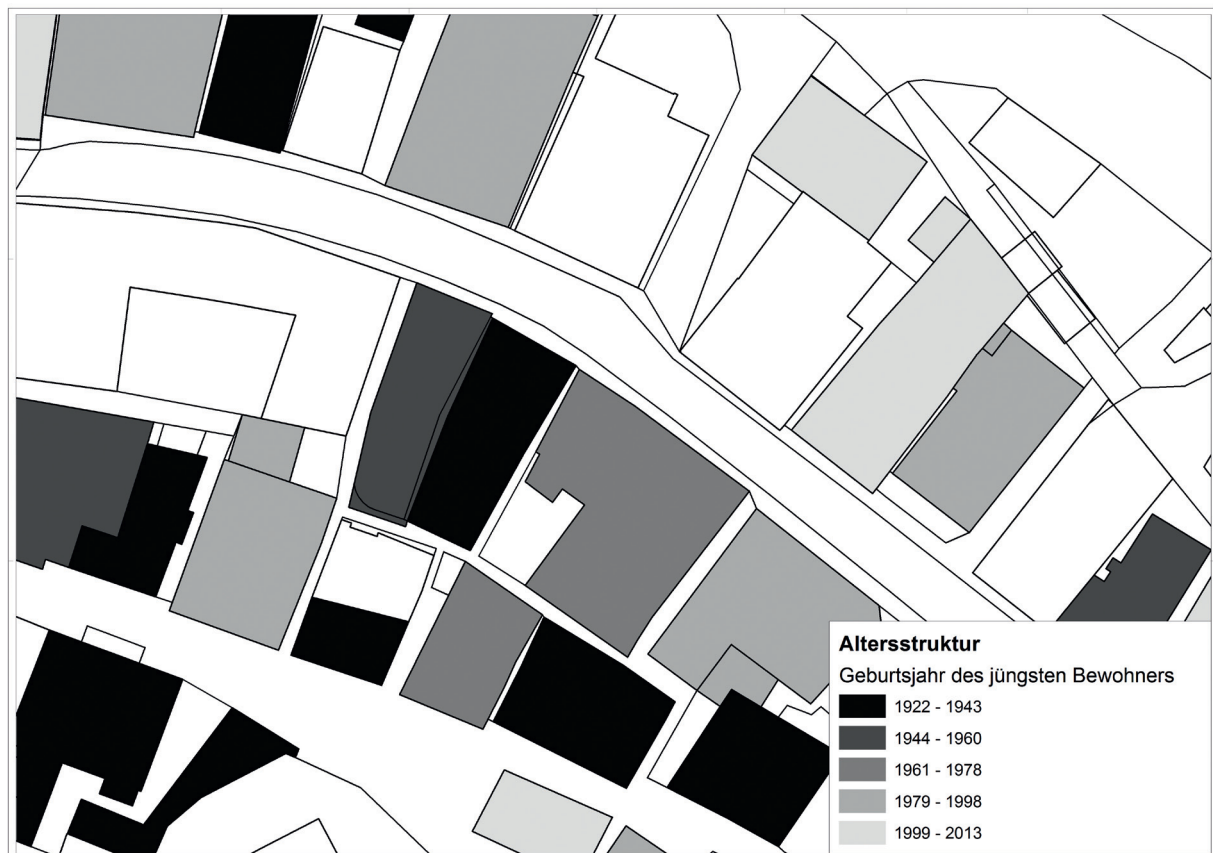 Altersstruktur
Geburtsjahr des jüngsten Bewohners
1922 - 1943
1944 - 1960
1961 - 1978
1979 - 1998
1999 - 2013